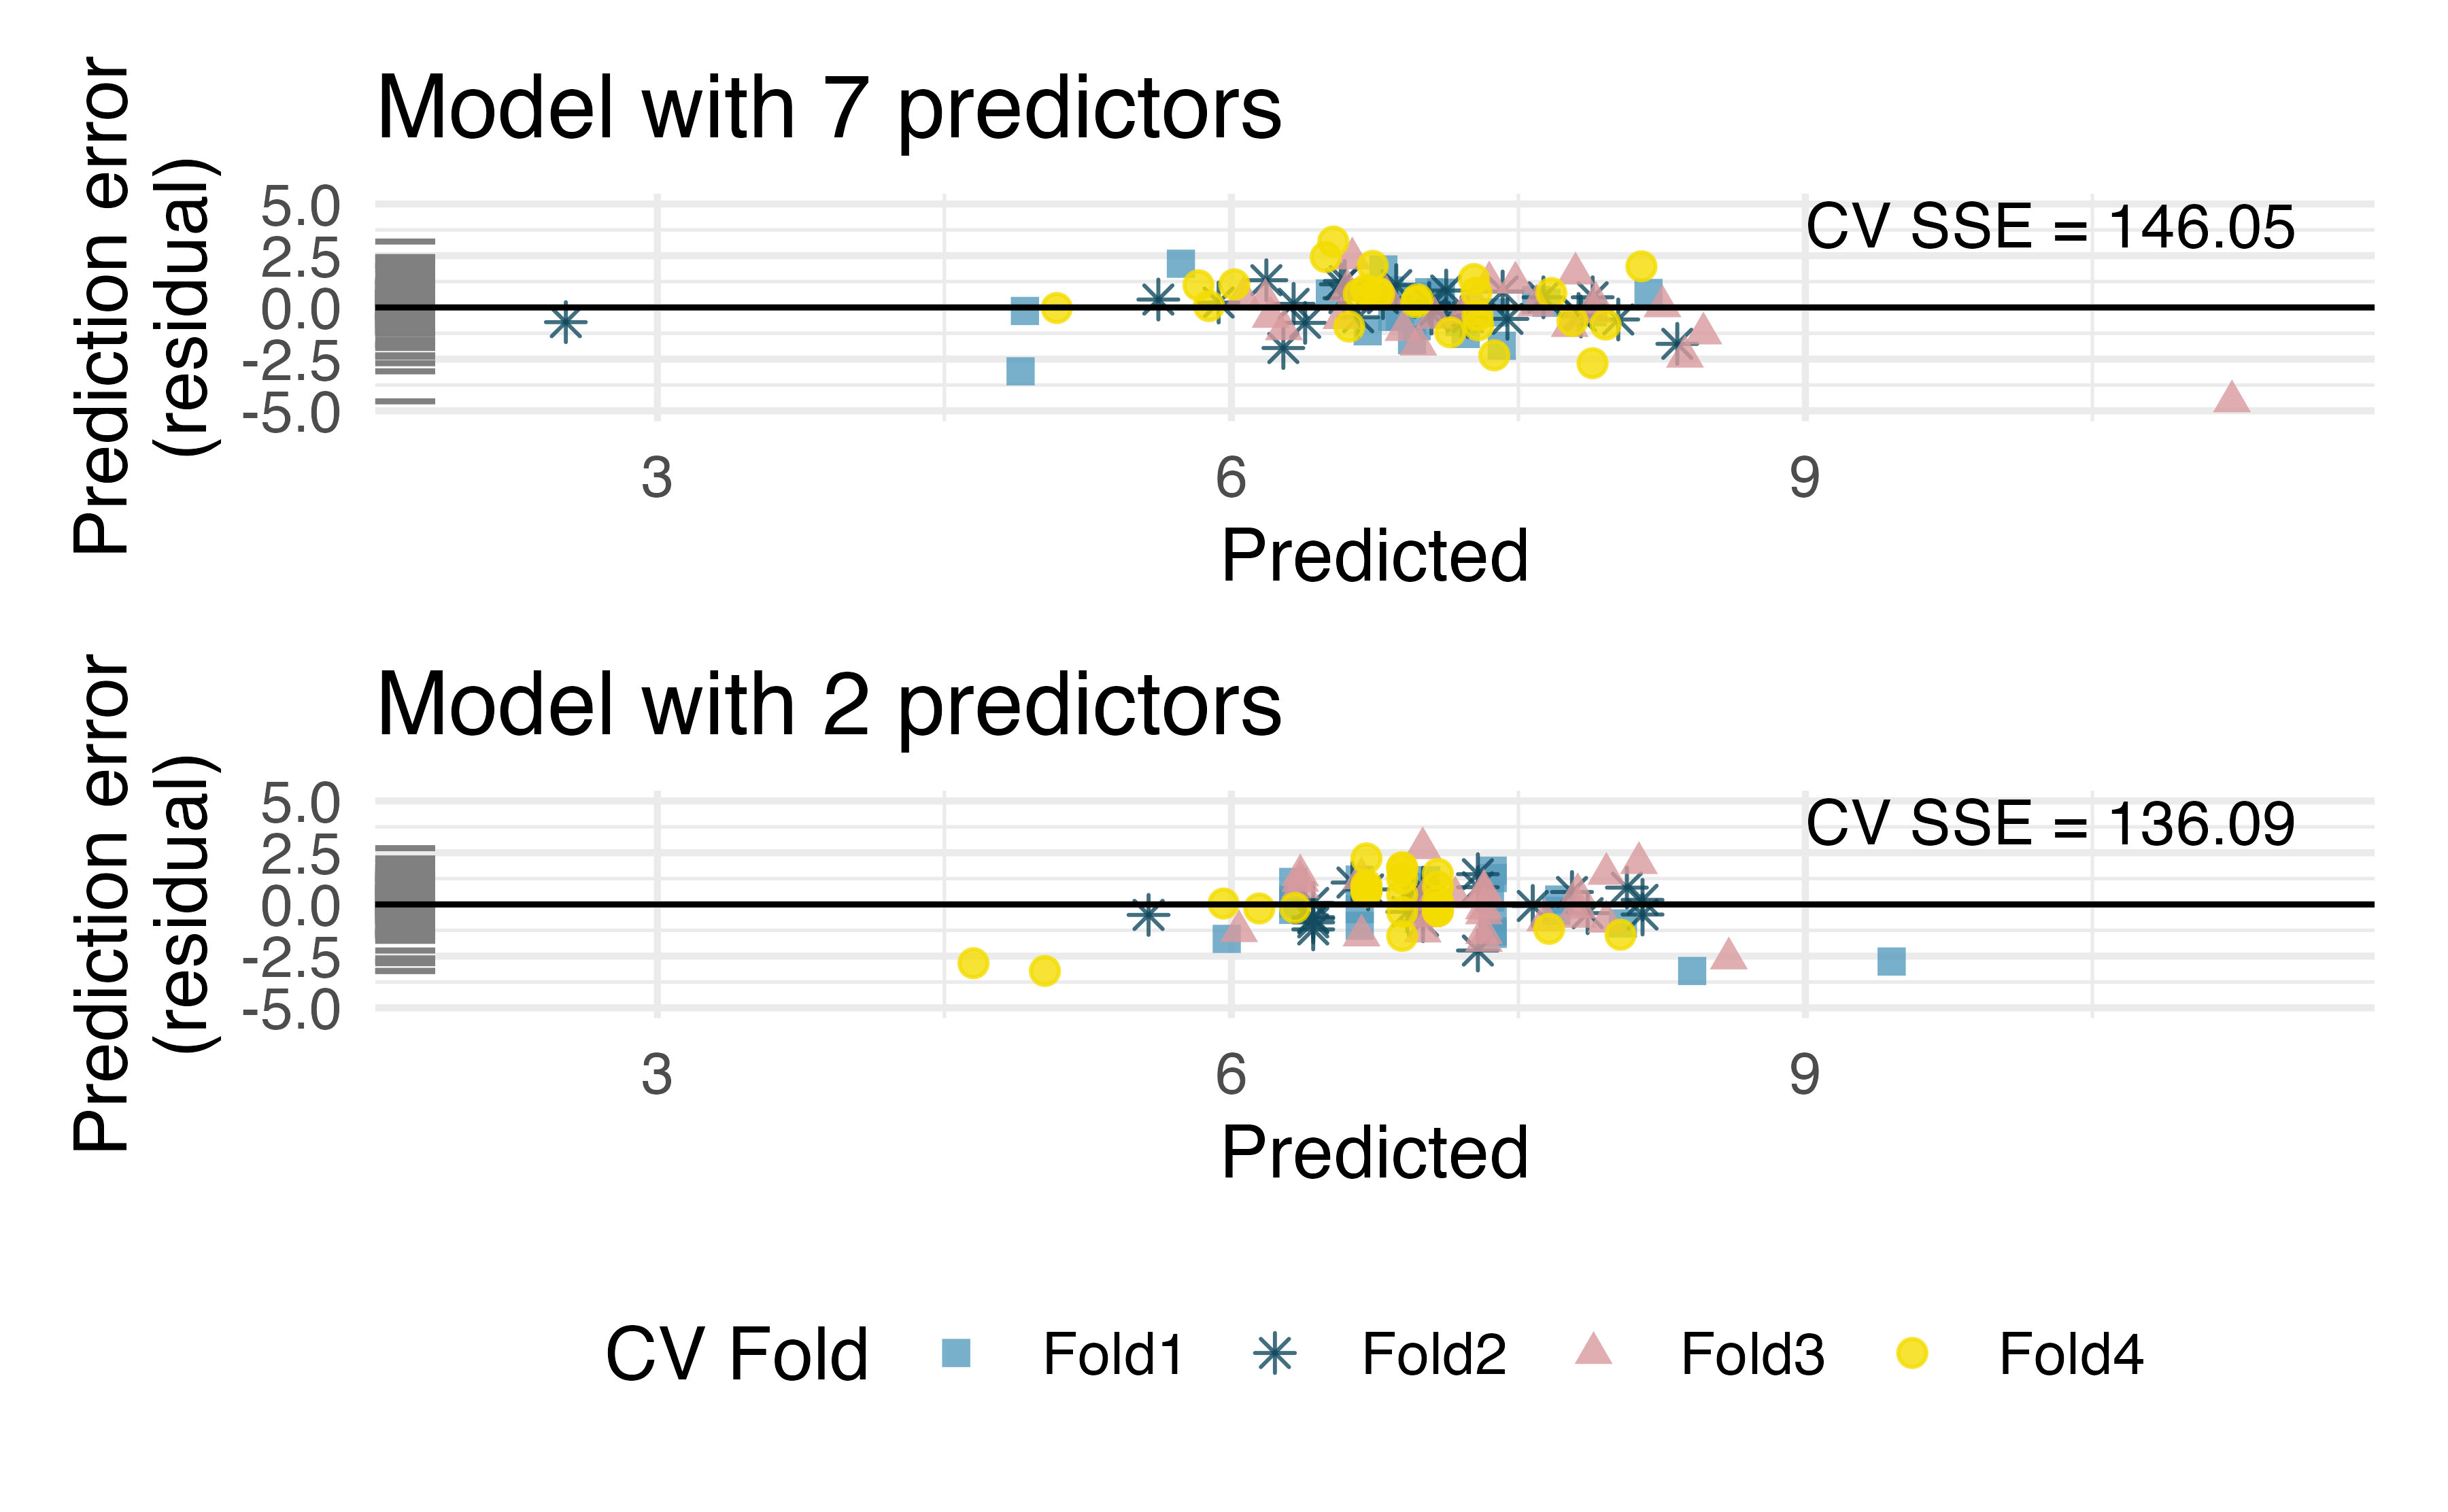 Model with 7 predictors
Prediction error
(residual)
5.0
2.5
0.0
-2.5
-5.0
CV SSE = 146.05
3 6 9
Predicted
Model with 2 predictors
Prediction error
(residual)
5.0
2.5
0.0
-2.5
-5.0
CV SSE = 136.09
3 6 9
Predicted
CV Fold Fold1 Fold2 Fold3 Fold4